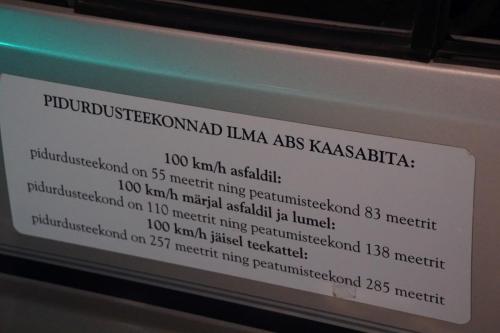 PIDURDUSTEEKONNAD ILMA ABS KAASABITA:
100 km/h asfaldil:
pidurdusteekond on 55 meetrit ning peatumisteekond 83 meetrit
100 km/h märjal asfaldil ja lumel:
pidurdusteekond on 110 meetrit ning peatumisteekond 138 meetrit
100 km/h jäisel teekattel:
pidurdusteekond on 257 meetrit ning peatumisteekond 285 meetrit